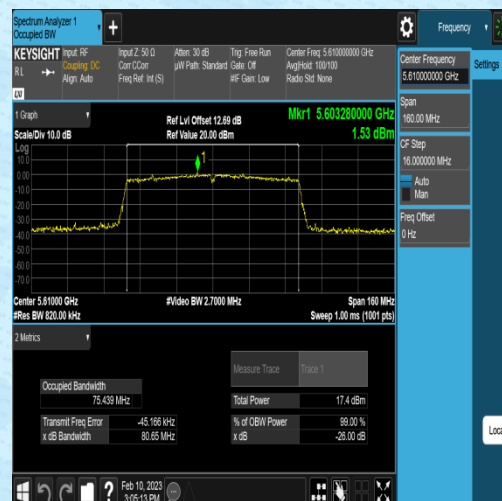 Spectrum Analyzer 1
Occupied BW
+
Frequency
KEYSIGHT
R L
Input: RF
Coupling: DC
Align: Auto
Input Z: 50 Ω
Corr CCorr
Freq Ref: Int (S)
Atten: 30 dB
µW Path: Standard
Trig: Free Run
Gate: Off
#IF Gain: Low
Center Freq: 5.610000000 GHz
Avg|Hold: 100/100
Radio Std: None
Center Frequency
5.610000000 GHz
Settings
Span
160.00 MHz
CF Step
16.000000 MHz
Auto
Man
Freq Offset
0 Hz
1 Graph
Scale/Div 10.0 dB
Ref Lvl Offset 12.69 dB
Ref Value 20.00 dBm
Mkr1 5.603280000 GHz
1.53 dBm
Log
10.0
0.00
-10.0
-20.0
-30.0
-40.0
-50.0
-60.0
-70.0
1
Center 5.61000 GHz
#Res BW 820.00 kHz
#Video BW 2.7000 MHz
Span 160 MHz
Sweep 1.00 ms (1001 pts)
2 Metrics
Measure Trace
Trace 1
Occupied Bandwidth
75.439 MHz
Total Power
17.4 dBm
Transmit Freq Error
-45.166 kHz
% of OBW Power
99.00 %
x dB Bandwidth
80.65 MHz
x dB
-26.00 dB
Feb 10, 2023
3:05:13 PM
?